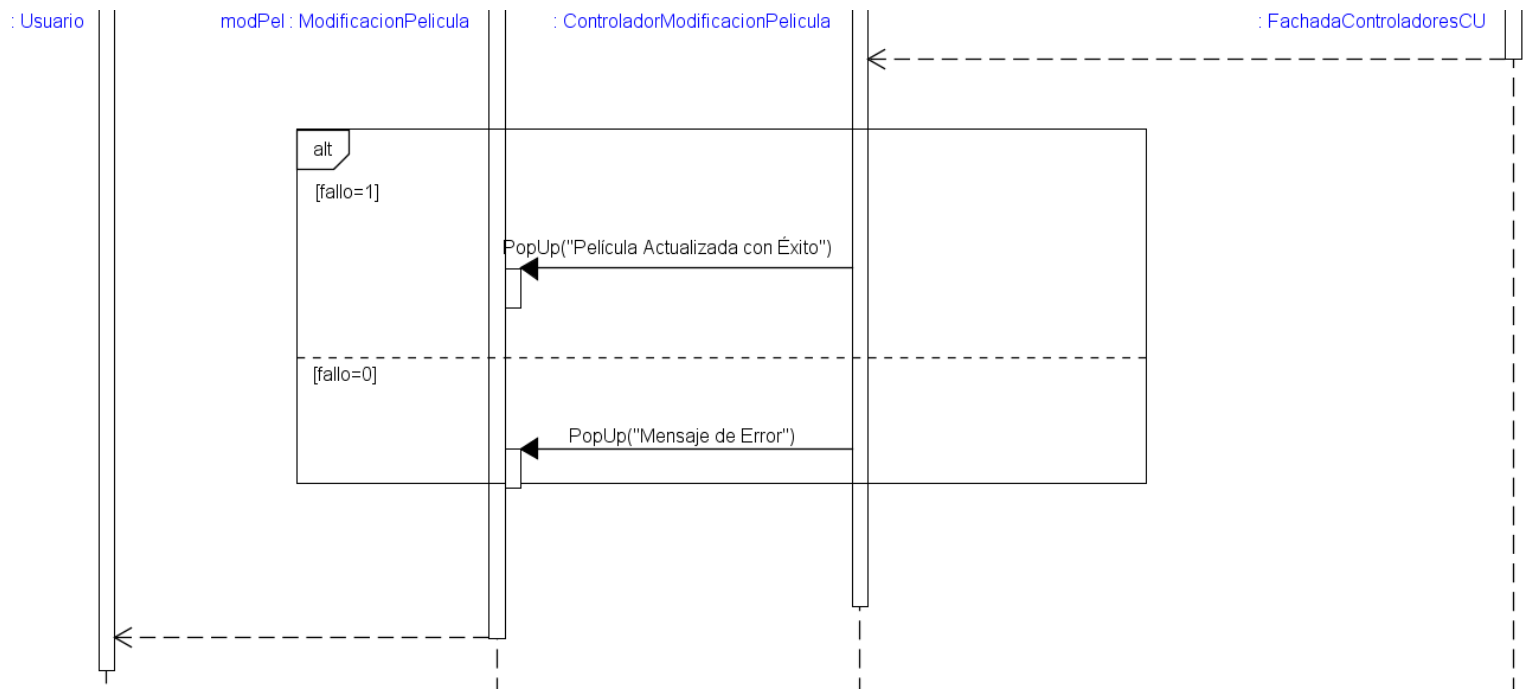 : Usuario
modPel : ModificacionPelicula
: ControladorModificacionPelicula
: FachadaControladoresCU
alt
[fallo=1]
PopUp("Película Actualizada con Éxito")
[fallo=0]
PopUp("Mensaje de Error")